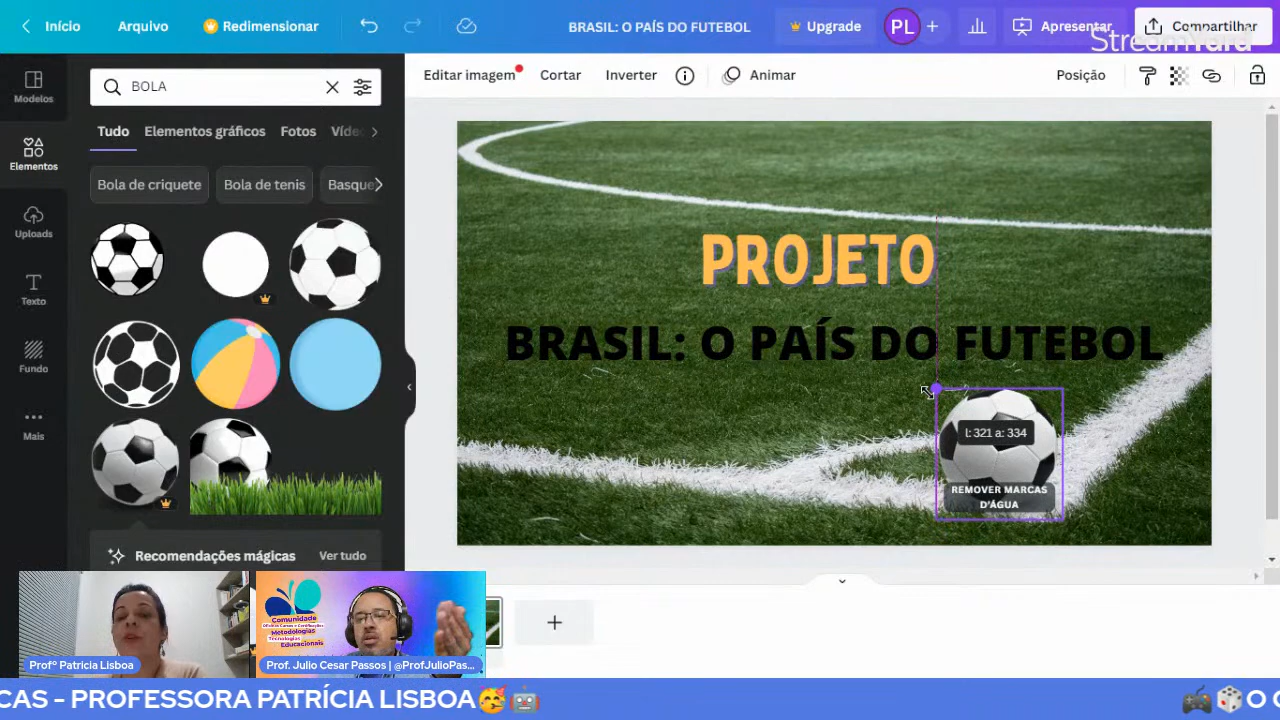 Início
Arquivo
Redimensionar
BRASIL: O PAÍS DO FUTEBOL
Upgrade
PL
Apresentar
Compartilhar
StreamYard
Modelos
Elementos
Uploads
Texto
Fundo
Mais
BOLA
Tudo
Elementos gráficos
Fotos
Víde
Bola de criquete
Bola de tenis
Basque
Recomendações mágicas
Ver tudo
Editar imagem
Cortar
Inverter
Animar
Posição
PROJETO
BRASIL: O PAÍS DO FUTEBOL
l: 321 a: 334
REMOVER MARCAS
D'ÁGUA
Profº Patricia Lisboa
Comunidade
Metodologias
Tecnologias
Educacionais
Prof. Julio Cesar Passos | @ProfJulioPas...
CAS - PROFESSORA PATRÍCIA LISBOA🥳🤖
🎮🎲O